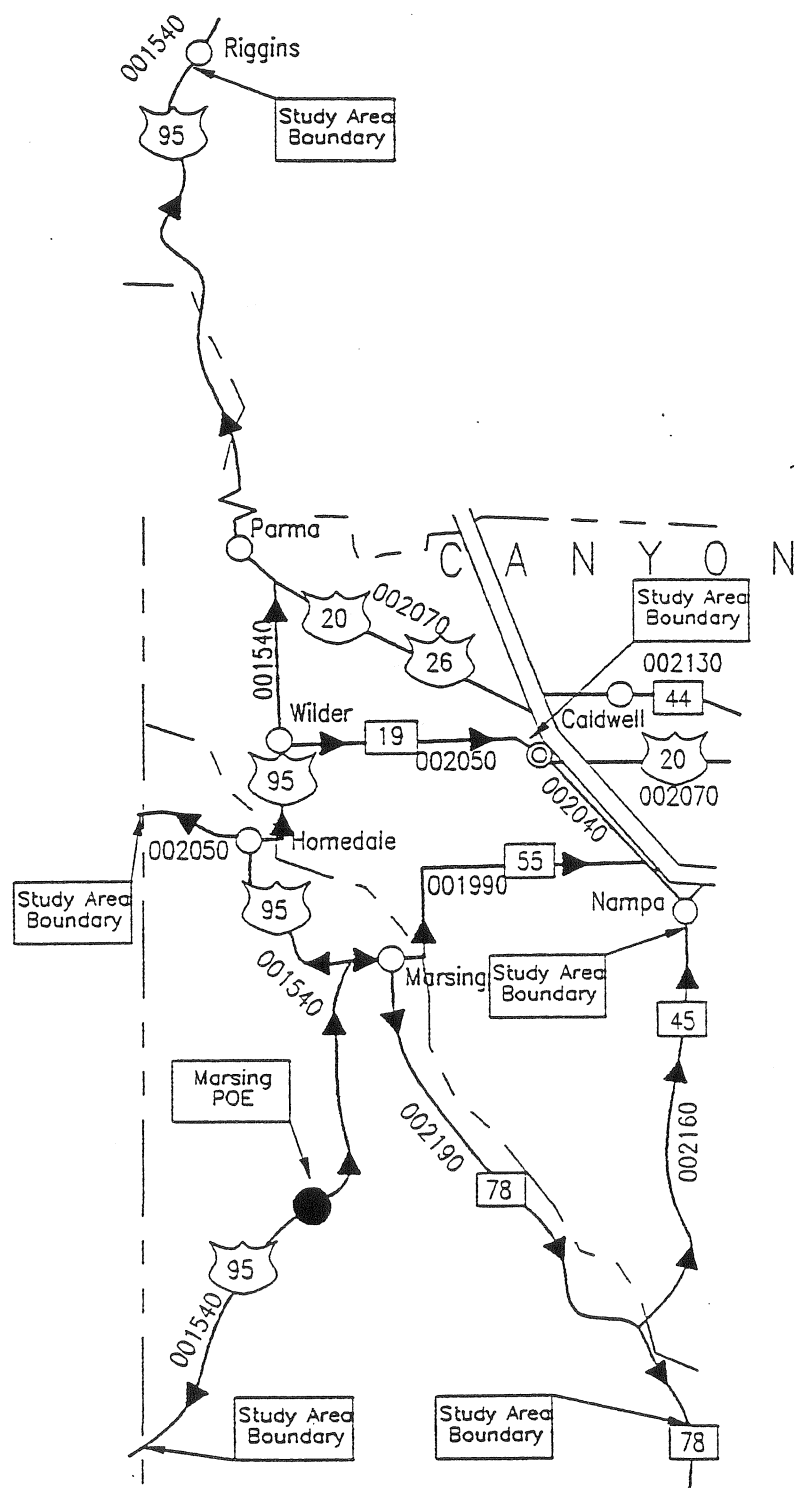 001540
Riggins
Study Area
Boundary
95
Parma
C A N Y O N
20
002070
26
Study Area
Boundary
002130
44
001540
Wilder
19
002050
Caldwell
20
002070
95
002040
Homedale
002050
55
001990
Study Area
Boundary
95
Nampa
001540
Marsing
Study Area
Boundary
45
Marsing
POE
002190
002160
78
95
001540
Study Area
Boundary
Study Area
Boundary
78